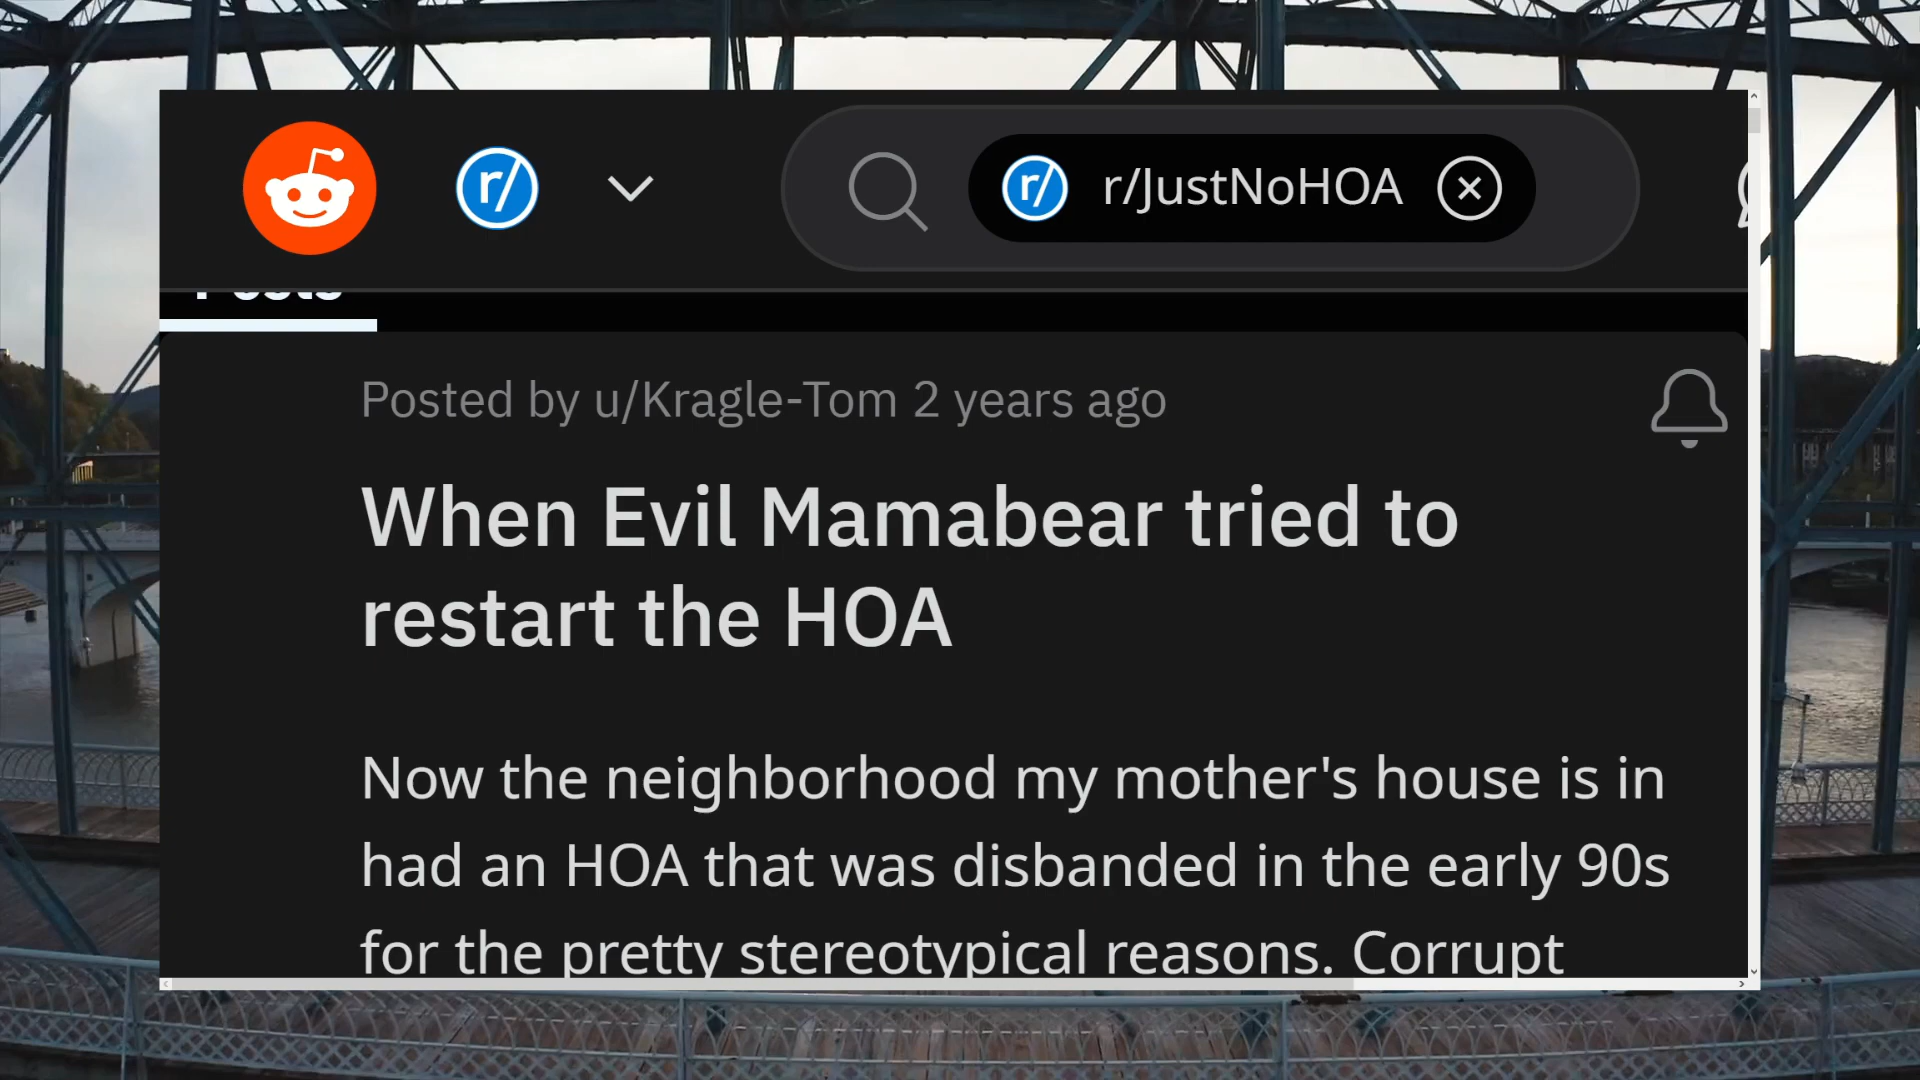 r/
r/ r/JustNoHOA
Posts
Posted by u/Kragle-Tom 2 years ago
When Evil Mamabear tried to
restart the HOA
Now the neighborhood my mother's house is in
had an HOA that was disbanded in the early 90s
for the pretty stereotypical reasons. Corrupt